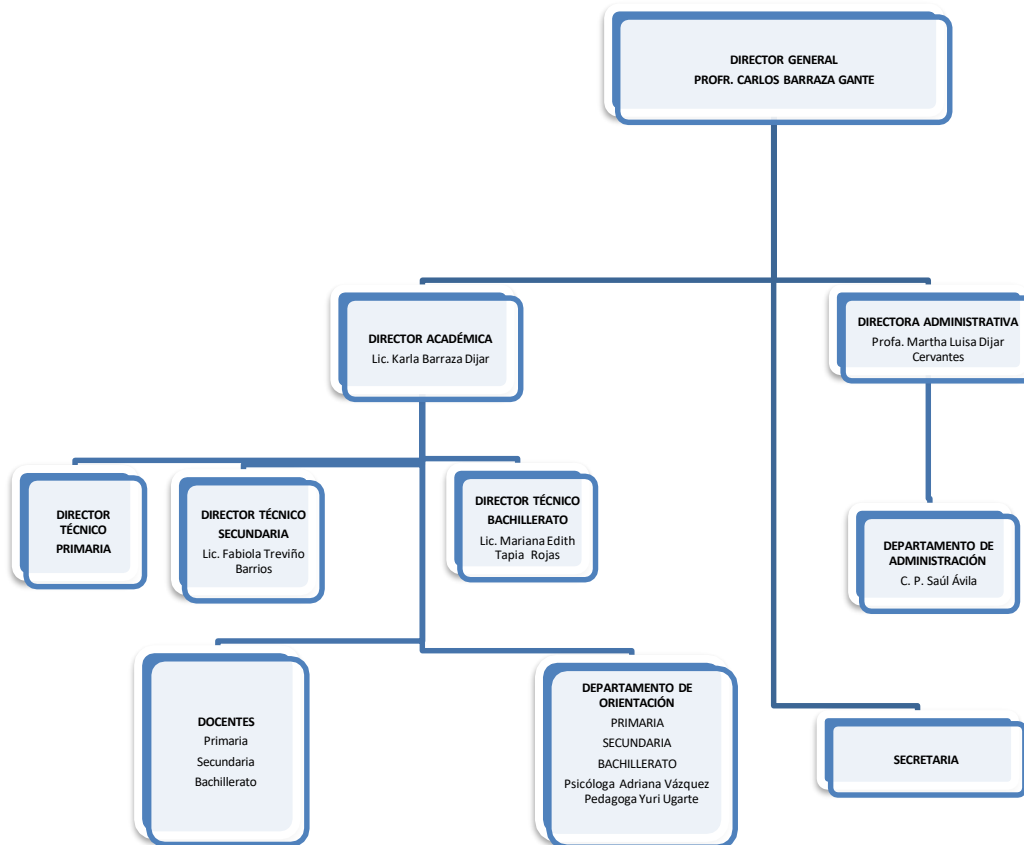 DIRECTOR GENERAL
PROFR. CARLOS BARRAZA GANTE
DIRECTOR ACADÉMICA
Lic. Karla Barraza Dijar
DIRECTORA ADMINISTRATIVA
Profa. Martha Luisa Dijar
Cervantes
DIRECTOR
TÉCNICO
PRIMARIA
DIRECTOR TÉCNICO
SECUNDARIA
Lic. Fabiola Treviño
Barrios
DIRECTOR TÉCNICO
BACHILLERATO
Lic. Mariana Edith
Tapia Rojas
DEPARTAMENTO DE
ADMINISTRACIÓN
C. P. Saúl Ávila
DOCENTES
Primaria
Secundaria
Bachillerato
DEPARTAMENTO DE
ORIENTACIÓN
PRIMARIA
SECUNDARIA
BACHILLERATO
Psicóloga Adriana Vázquez
Pedagoga Yuri Ugarte
SECRETARIA